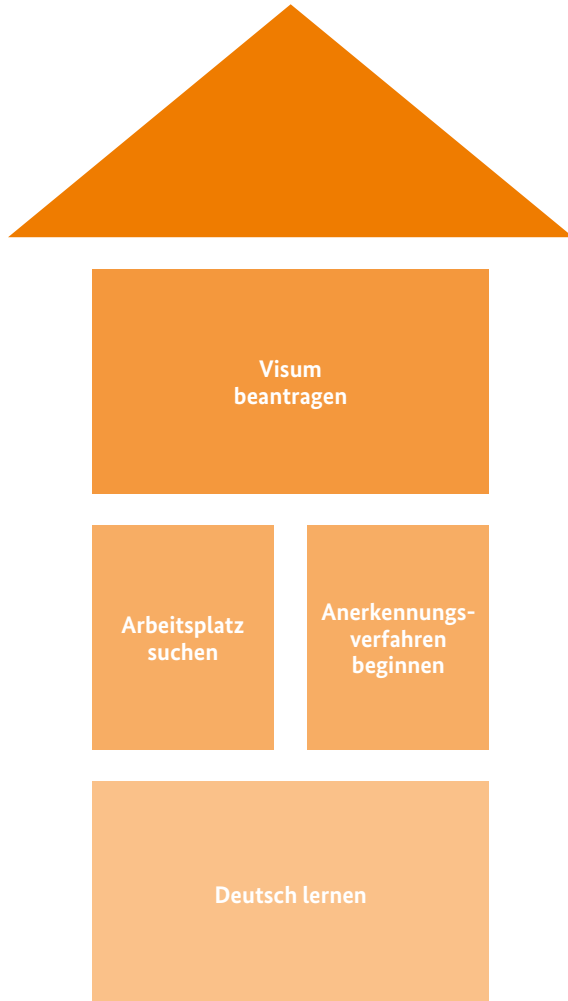 Visum
beantragen
Arbeitsplatz
suchen
Anerkennungs-
verfahren
beginnen
Deutsch lernen